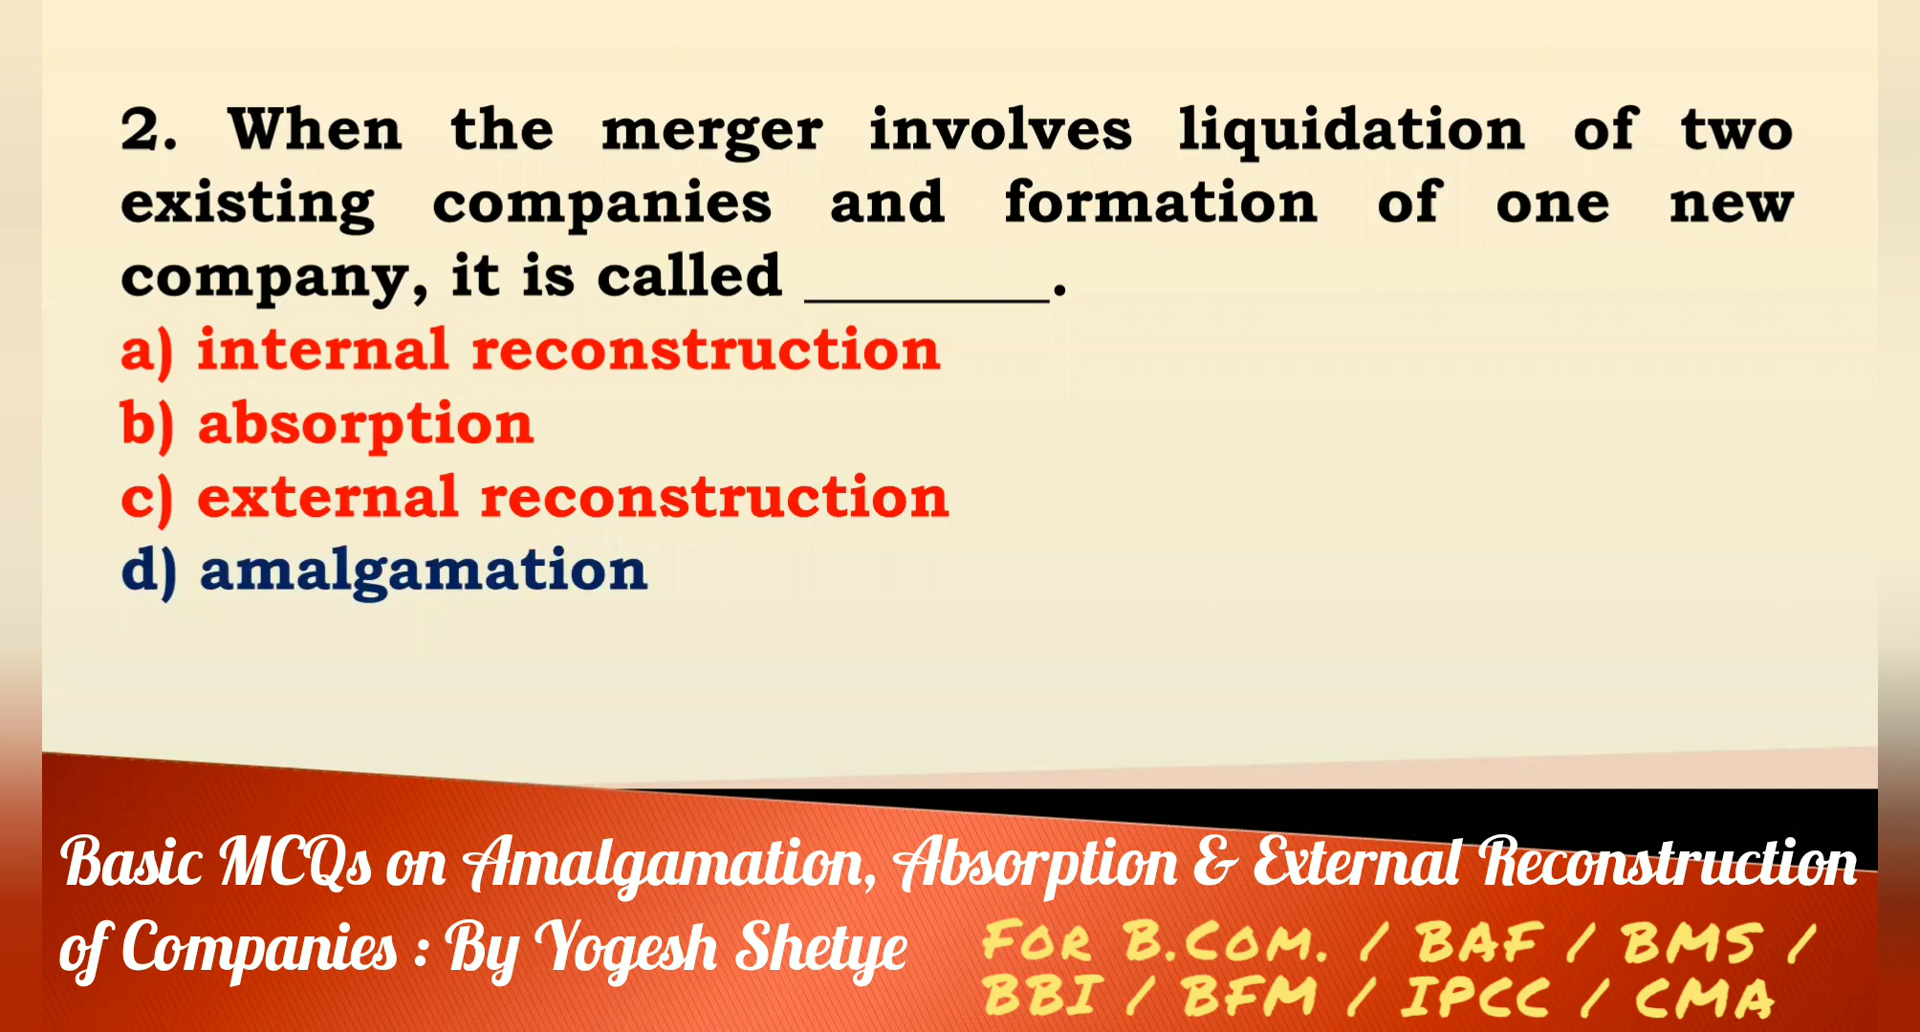 2. When the merger involves liquidation of two
existing companies and formation of one new
company, it is called ________.
a) internal reconstruction
b) absorption
c) external reconstruction
d) amalgamation
Basic MCQs on Amalgamation, Absorption & External Reconstruction
of Companies : By Yogesh Shetye
FOR B.COM. / BAF / BMS /
BBI / BFM / IPCC / CMA